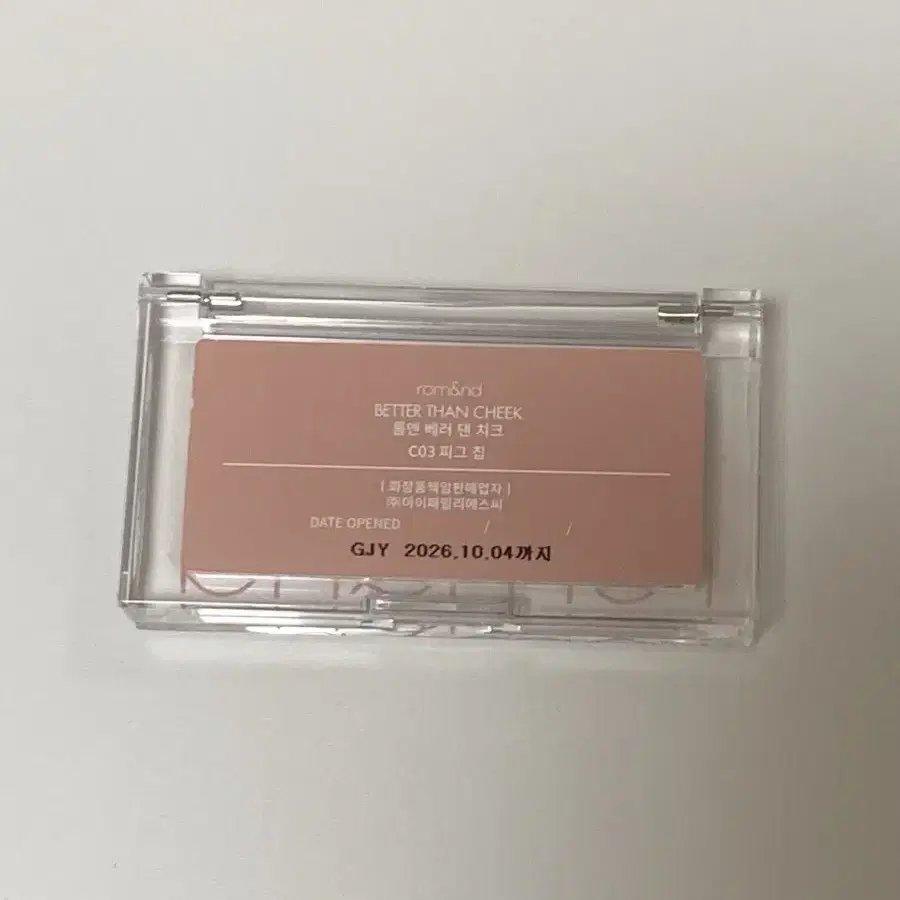 rom&nd
BETTER THAN CHEEK
롬앤 베러 댄 치크
C03 피그 칩
[ 화장품책임판매업자 ]
㈜아이패밀리에스씨
DATE OPENED / /
GJY 2026.10.04까지